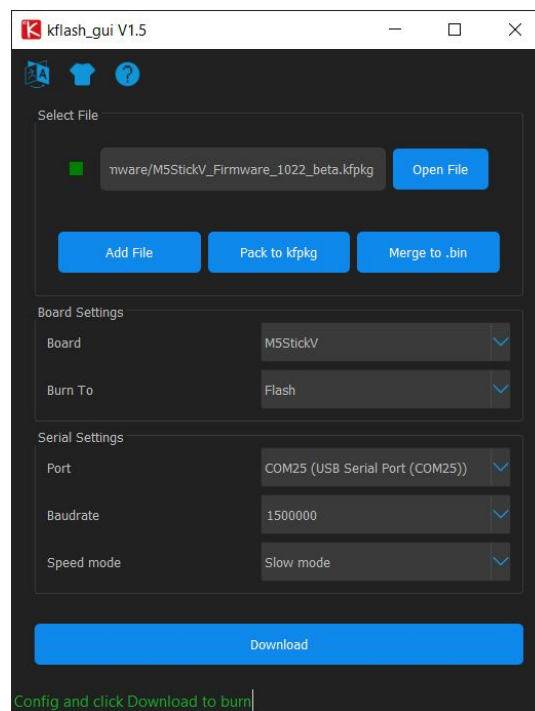 kflash_gui V1.5
Select File
nware/M5StickV_Firmware_1022_beta.kfpkg
Open File
Add File Pack to kfpkg Merge to .bin
Board Settings
Board M5StickV
Burn To Flash
Serial Settings
Port COM25 (USB Serial Port (COM25))
Baudrate 1500000
Speed mode Slow mode
Download
Config and click Download to burn